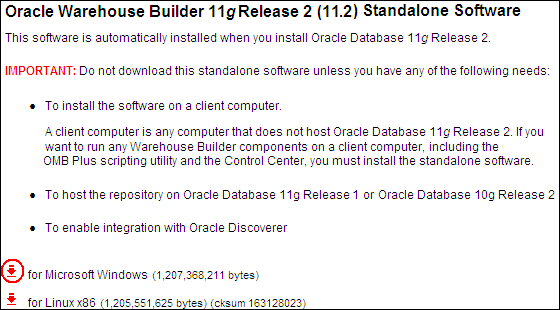 Oracle Warehouse Builder 11g Release 2 (11.2) Standalone Software
This software is automatically installed when you install Oracle Database 11g Release 2.
IMPORTANT: Do not download this standalone software unless you have any of the following needs:
● To install the software on a client computer.
A client computer is any computer that does not host Oracle Database 11g Release 2. If you
want to run any Warehouse Builder components on a client computer, including the
OMB Plus scripting utility and the Control Center, you must install the standalone software.
● To host the repository on Oracle Database 11g Release 1 or Oracle Database 10g Release 2
● To enable integration with Oracle Discoverer
for Microsoft Windows (1,207,368,211 bytes)
for Linux x86 (1,205,551,625 bytes) (cksum 163128023)